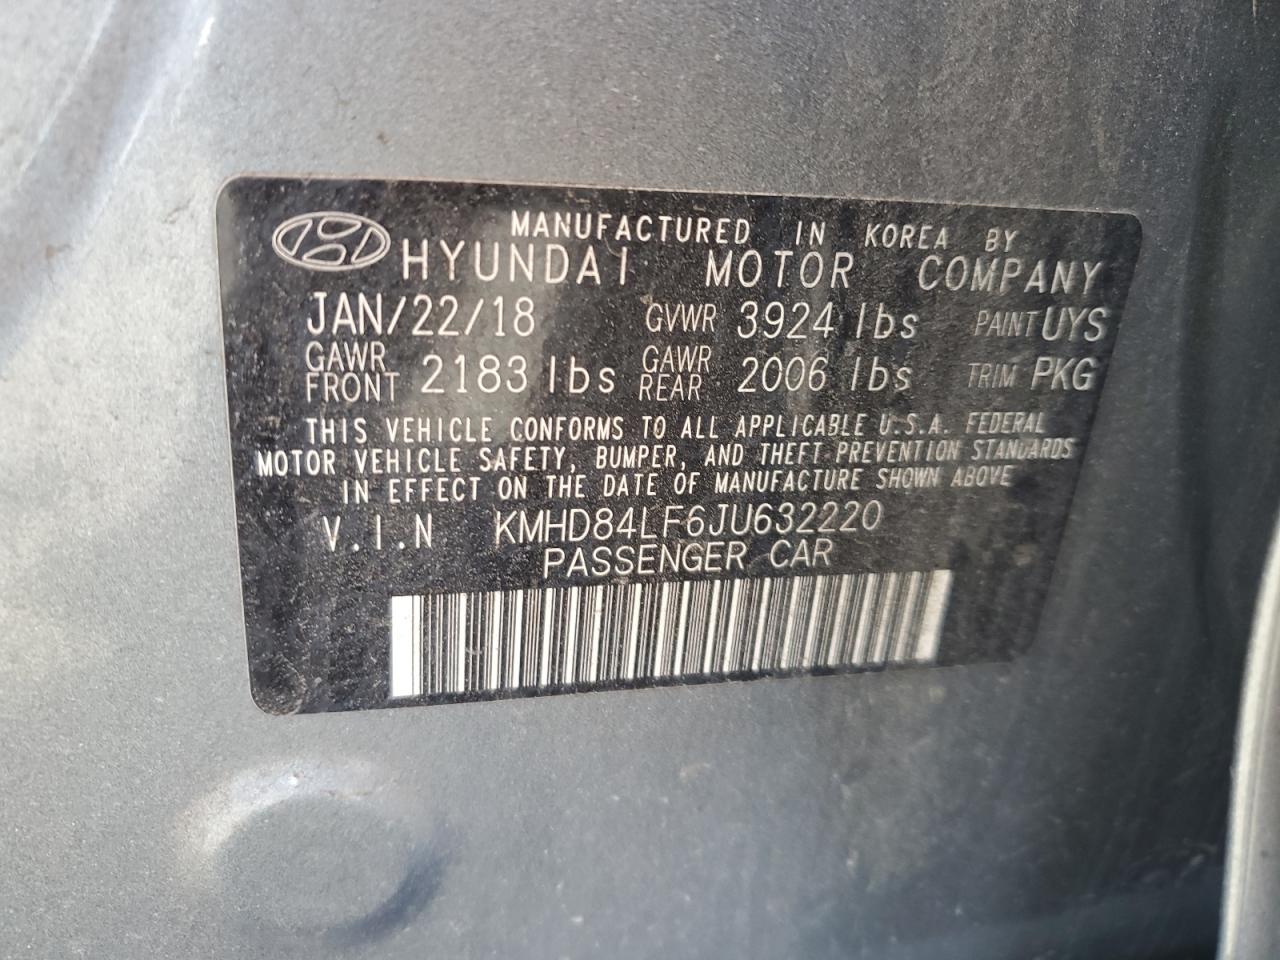 MANUFACTURED IN KOREA BY
HYUNDAI MOTOR COMPANY
JAN/22/18 GVWR 3924 lbs PAINT UYS
GAWR FRONT 2183 lbs GAWR REAR 2006 lbs TRIM PKG
THIS VEHICLE CONFORMS TO ALL APPLICABLE U.S.A. FEDERAL
MOTOR VEHICLE SAFETY, BUMPER, AND THEFT PREVENTION STANDARDS
IN EFFECT ON THE DATE OF MANUFACTURE SHOWN ABOVE
V.I.N KMHD84LF6JU632220
PASSENGER CAR